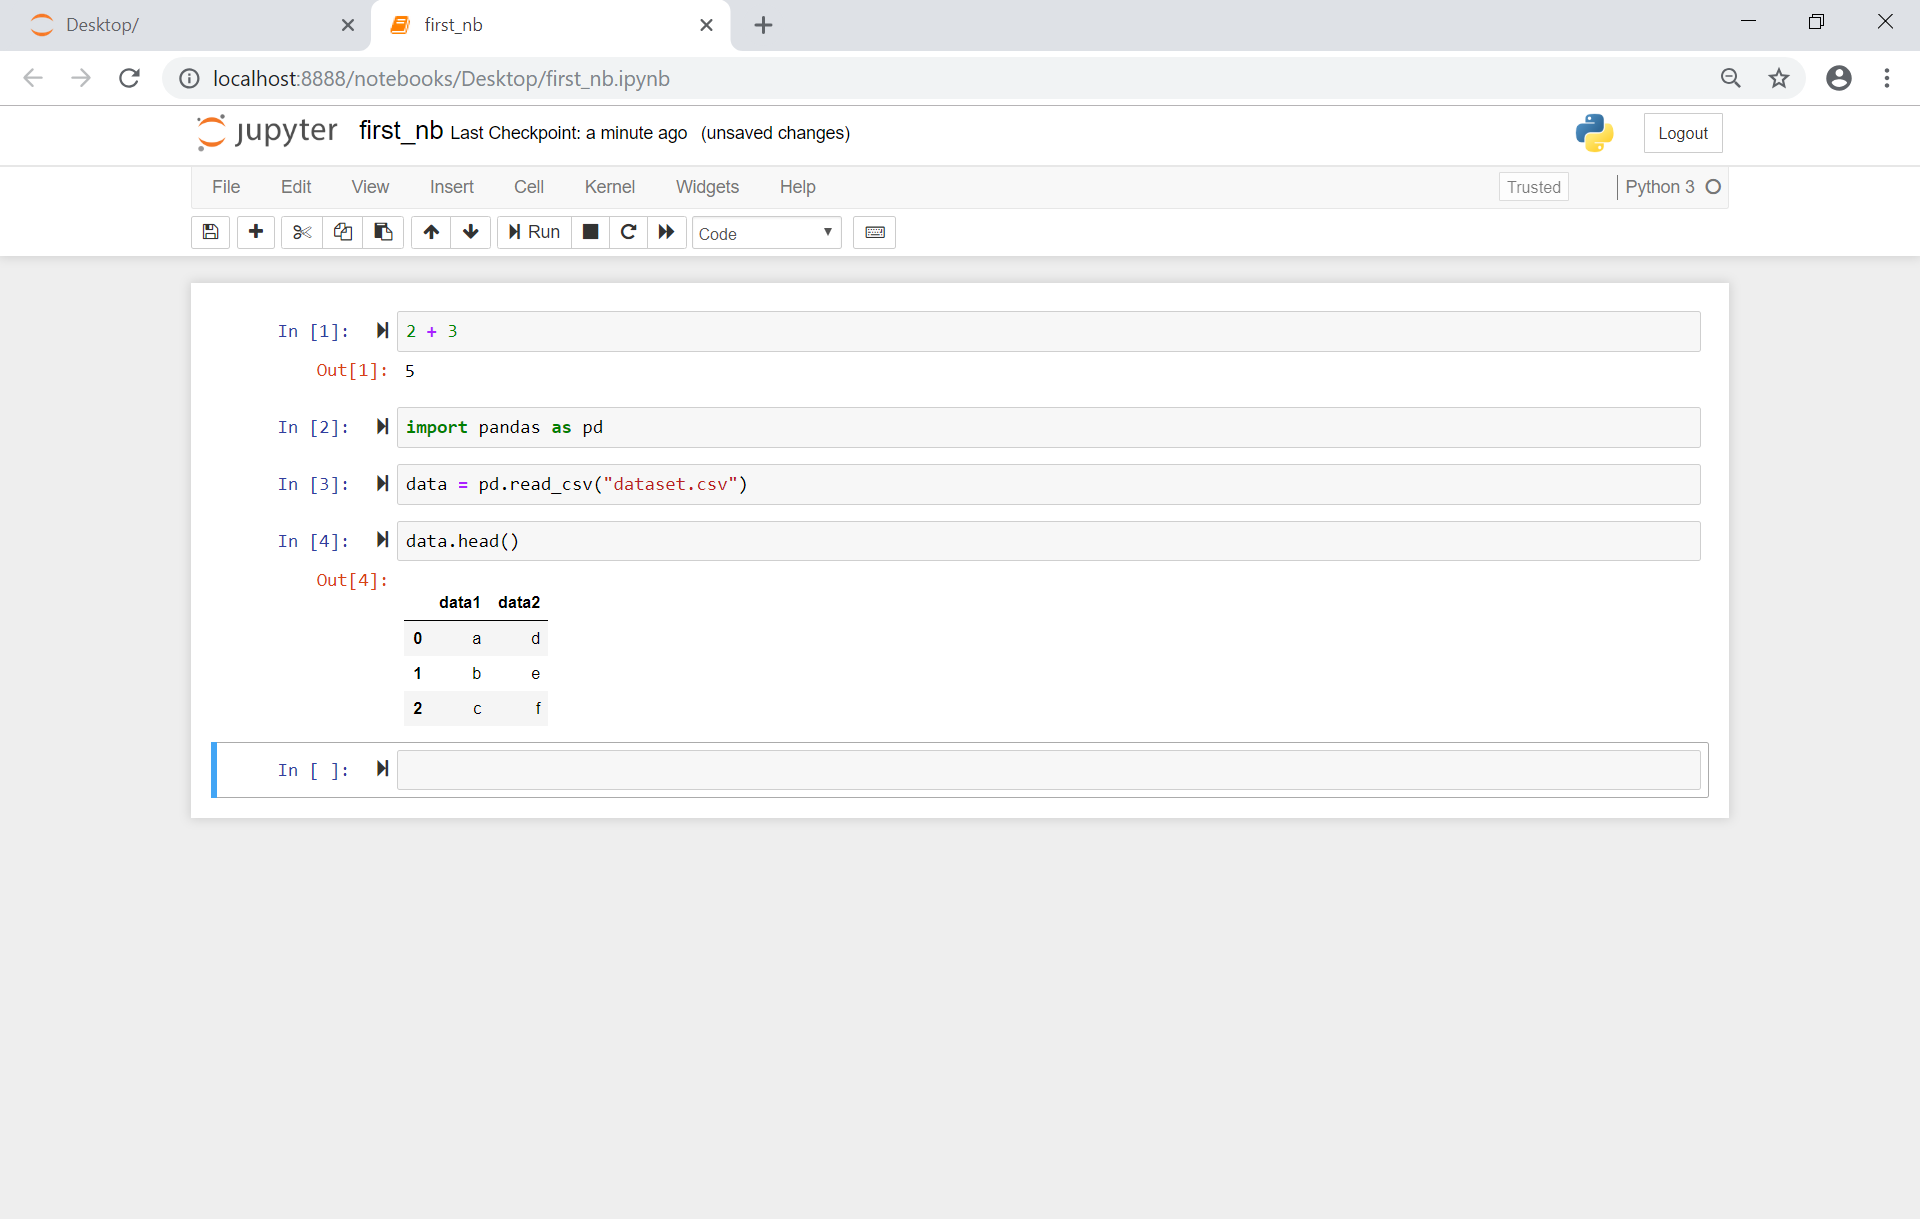 Desktop/ first_nb
localhost:8888/notebooks/Desktop/first_nb.ipynb
jupyter first_nb Last Checkpoint: a minute ago (unsaved changes) Logout
File Edit View Insert Cell Kernel Widgets Help Trusted Python 3
Run Code
In [1]: 2 + 3
Out[1]: 5
In [2]: import pandas as pd
In [3]: data = pd.read_csv("dataset.csv")
In [4]: data.head()
Out[4]:
data1 data2
0 a d
1 b e
2 c f
In [ ]: